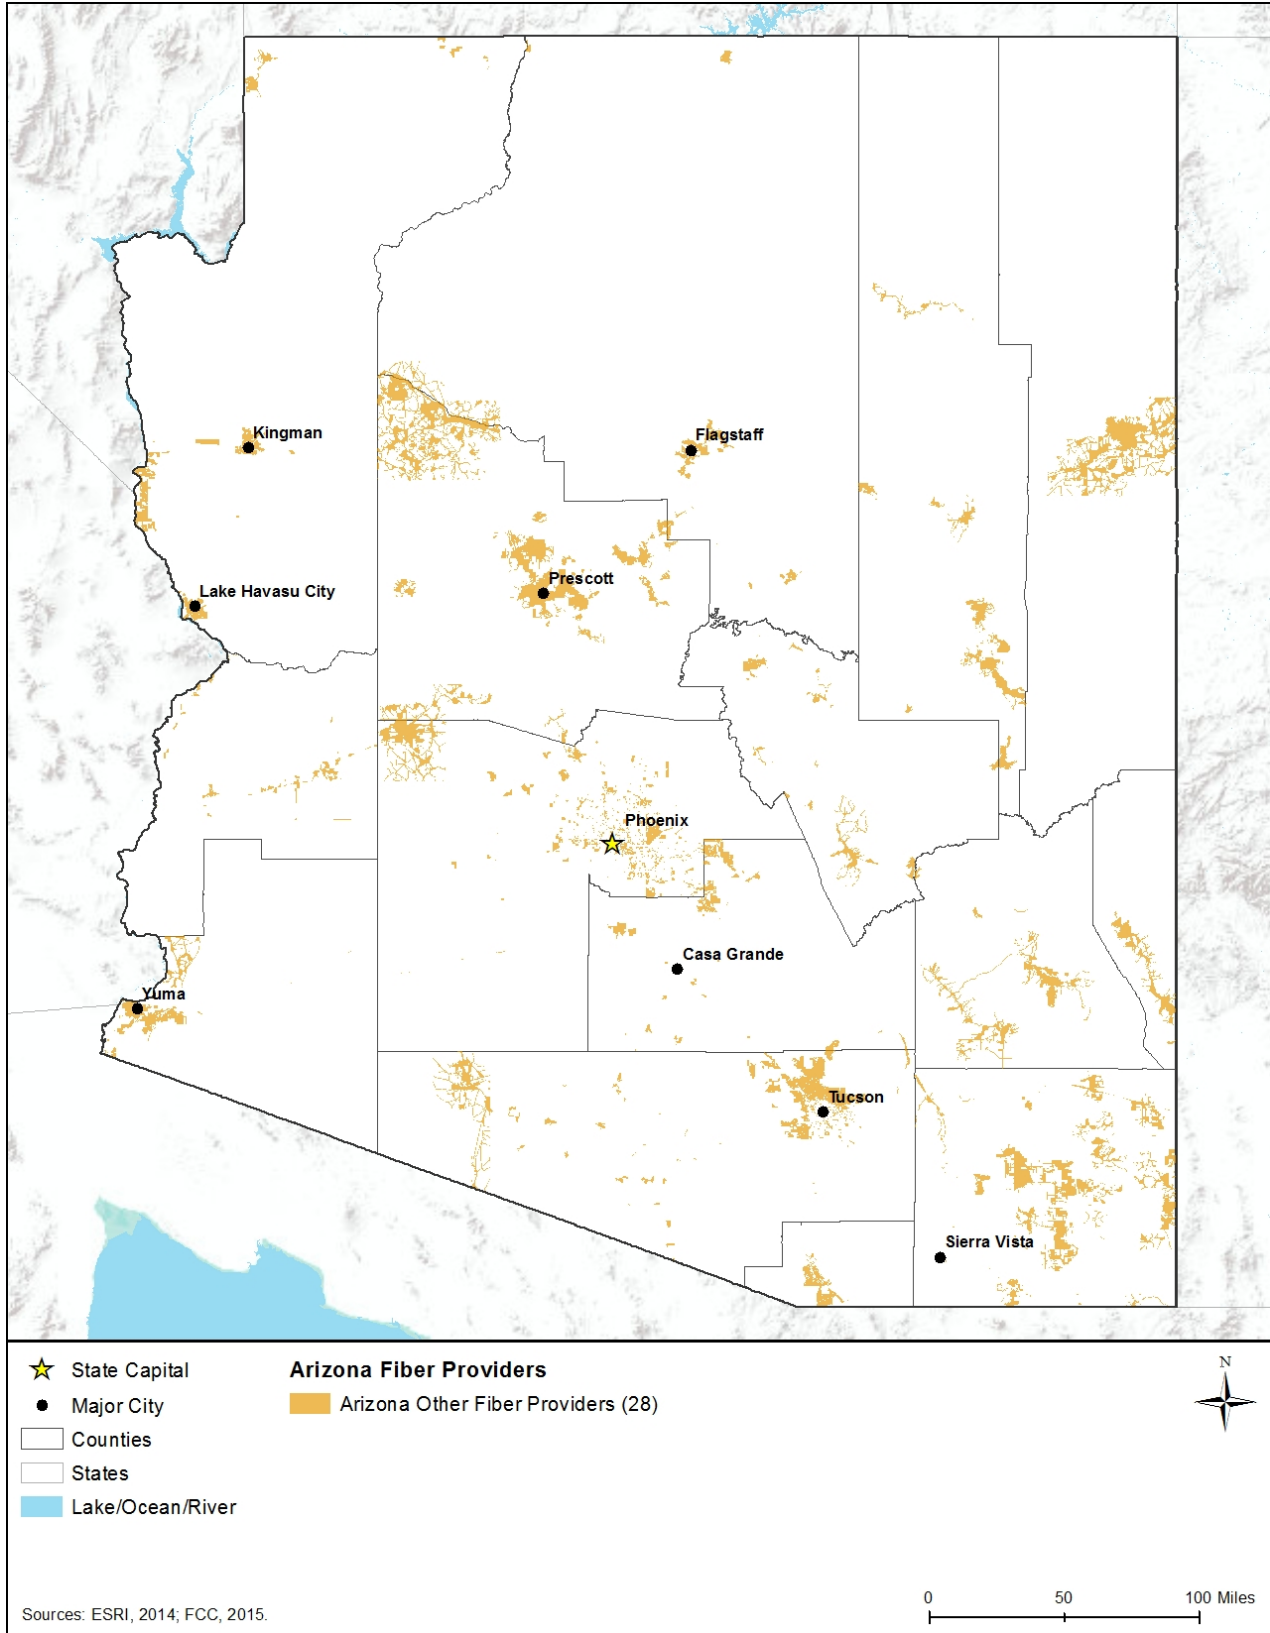 Kingman
Flagstaff
Prescott
Lake Havasu City
Phoenix
Casa Grande
Yuma
Tucson
Sierra Vista
State Capital
Major City
Counties
States
Lake/Ocean/River
Arizona Fiber Providers
Arizona Other Fiber Providers (28)
N
Sources: ESRI, 2014; FCC, 2015.
0 50 100 Miles